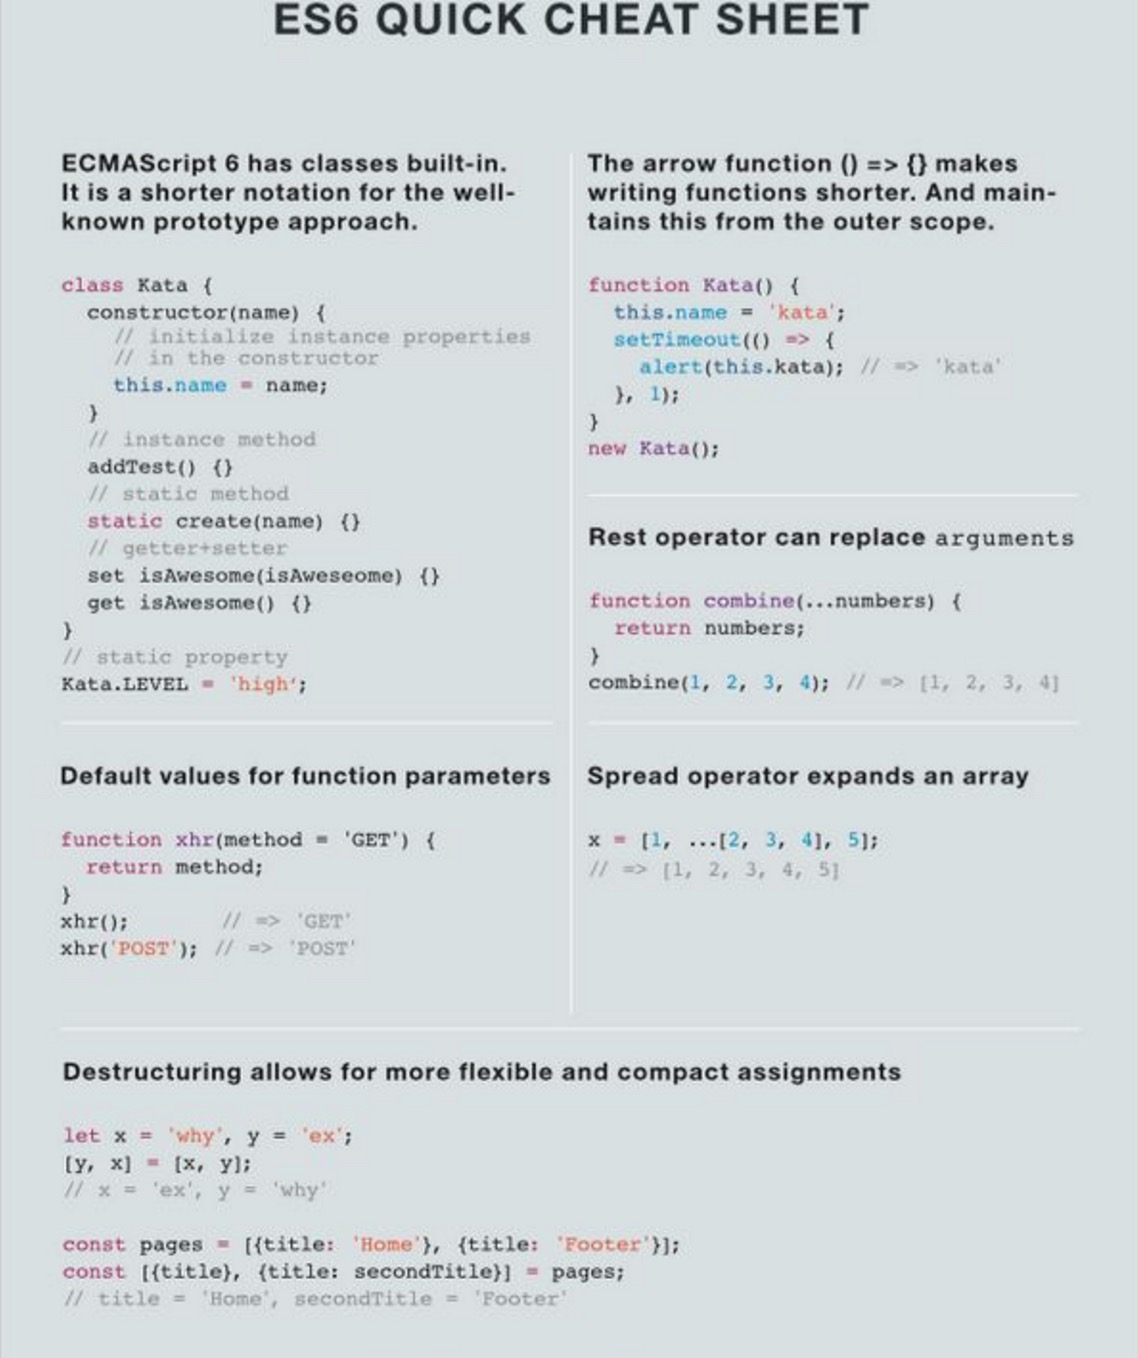 ES6 QUICK CHEAT SHEET
ECMAScript 6 has classes built-in.
It is a shorter notation for the well-
known prototype approach.
class Kata {
  constructor(name) {
    // initialize instance properties
    // in the constructor
    this.name = name;
  }
  // instance method
  addTest() {}
  // static method
  static create(name) {}
  // getter+setter
  set isAwesome(isAweseome) {}
  get isAwesome() {}
}
// static property
Kata.LEVEL = 'high‘;
Default values for function parameters
function xhr(method = 'GET') {
  return method;
}
xhr();       // => 'GET'
xhr('POST'); // => 'POST'
The arrow function () => {} makes
writing functions shorter. And main-
tains this from the outer scope.
function Kata() {
  this.name = 'kata';
  setTimeout(() => {
    alert(this.kata); // => 'kata'
  }, 1);
}
new Kata();
Rest operator can replace arguments
function combine(...numbers) {
  return numbers;
}
combine(1, 2, 3, 4); // => [1, 2, 3, 4]
Spread operator expands an array
x = [1, ...[2, 3, 4], 5];
// => [1, 2, 3, 4, 5]
Destructuring allows for more flexible and compact assignments
let x = 'why', y = 'ex';
[y, x] = [x, y];
// x = 'ex', y = 'why'
const pages = [{title: 'Home'}, {title: 'Footer'}];
const [{title}, {title: secondTitle}] = pages;
// title = 'Home', secondTitle = 'Footer'